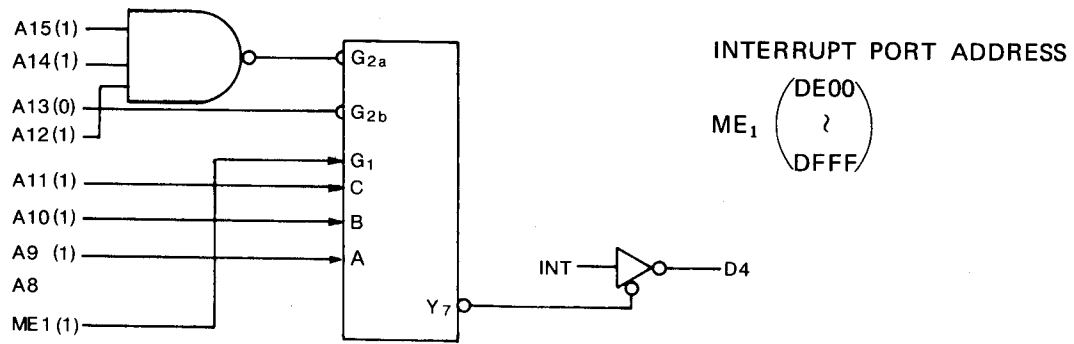 A15(1)
A14(1)
A13(0)
A12(1)
A11(1)
A10(1)
A9 (1)
A8
ME1(1)
G2a
G2b
G1
C
B
A
Y7
INT
D4
INTERRUPT PORT ADDRESS
ME1
DE00
~
DFFF